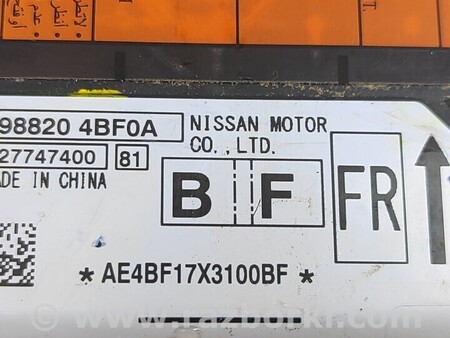 98820 4BF0A
NISSAN MOTOR
CO.,LTD.
27747400 81
ADE IN CHINA
B F
FR
*AE4BF17X3100BF*
www.razborki.com